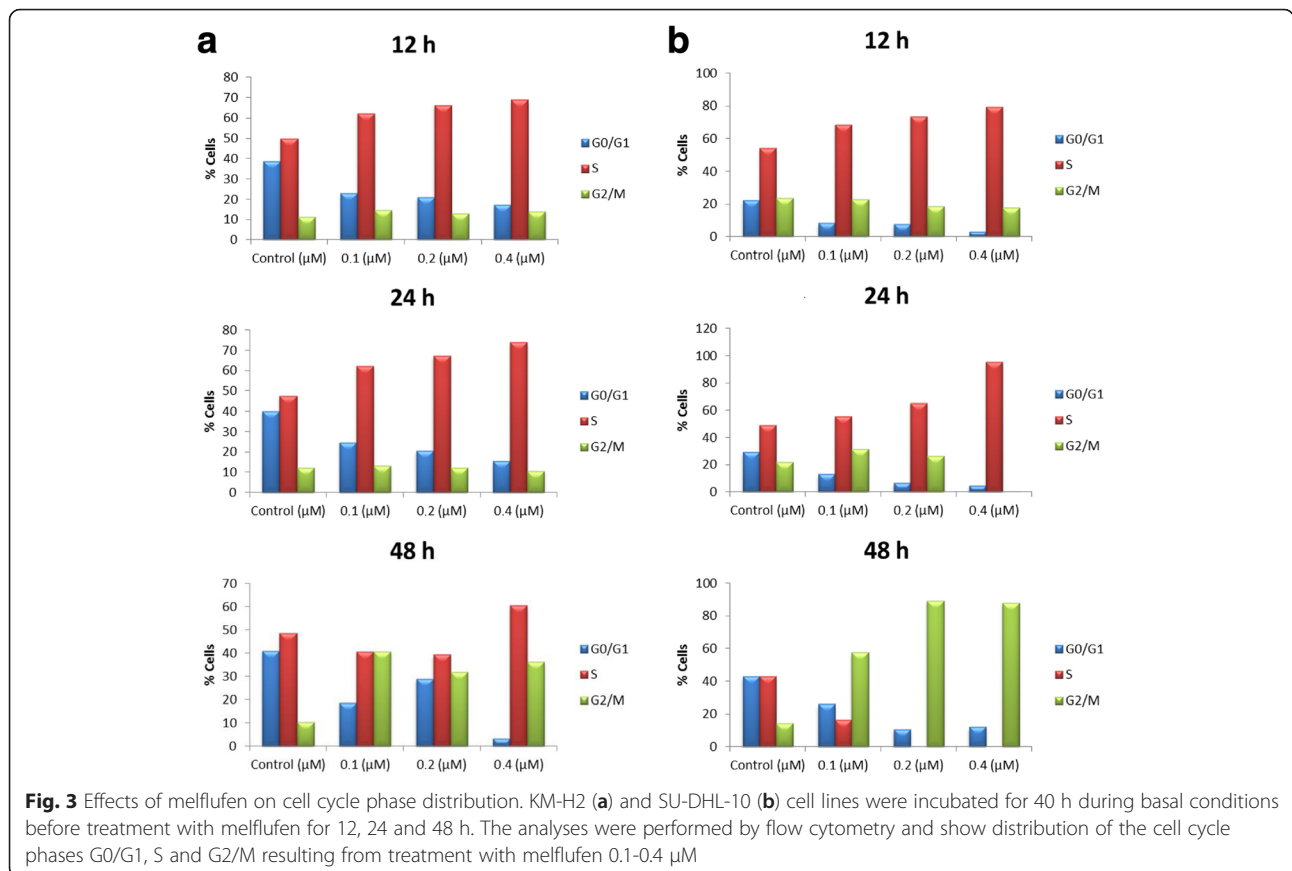 a
12 h
80
70
60
50
40
30
20
10
0
% Cells
Control (µM)
0.1 (µM)
0.2 (µM)
0.4 (µM)
G0/G1
S
G2/M
24 h
80
70
60
50
40
30
20
10
0
% Cells
Control (µM)
0.1 (µM)
0.2 (µM)
0.4 (µM)
G0/G1
S
G2/M
48 h
70
60
50
40
30
20
10
0
% Cells
Control (µM)
0.1 (µM)
0.2 (µM)
0.4 (µM)
G0/G1
S
G2/M
b
12 h
100
80
60
40
20
0
% Cells
Control (µM)
0.1 (µM)
0.2 (µM)
0.4 (µM)
G0/G1
S
G2/M
24 h
120
100
80
60
40
20
0
% Cells
Control (µM)
0.1 (µM)
0.2 (µM)
0.4 (µM)
G0/G1
S
G2/M
48 h
100
80
60
40
20
0
% Cells
Control (µM)
0.1 (µM)
0.2 (µM)
0.4 (µM)
G0/G1
S
G2/M
Fig. 3 Effects of melflufen on cell cycle phase distribution. KM-H2 (a) and SU-DHL-10 (b) cell lines were incubated for 40 h during basal conditions
before treatment with melflufen for 12, 24 and 48 h. The analyses were performed by flow cytometry and show distribution of the cell cycle
phases G0/G1, S and G2/M resulting from treatment with melflufen 0.1-0.4 µM